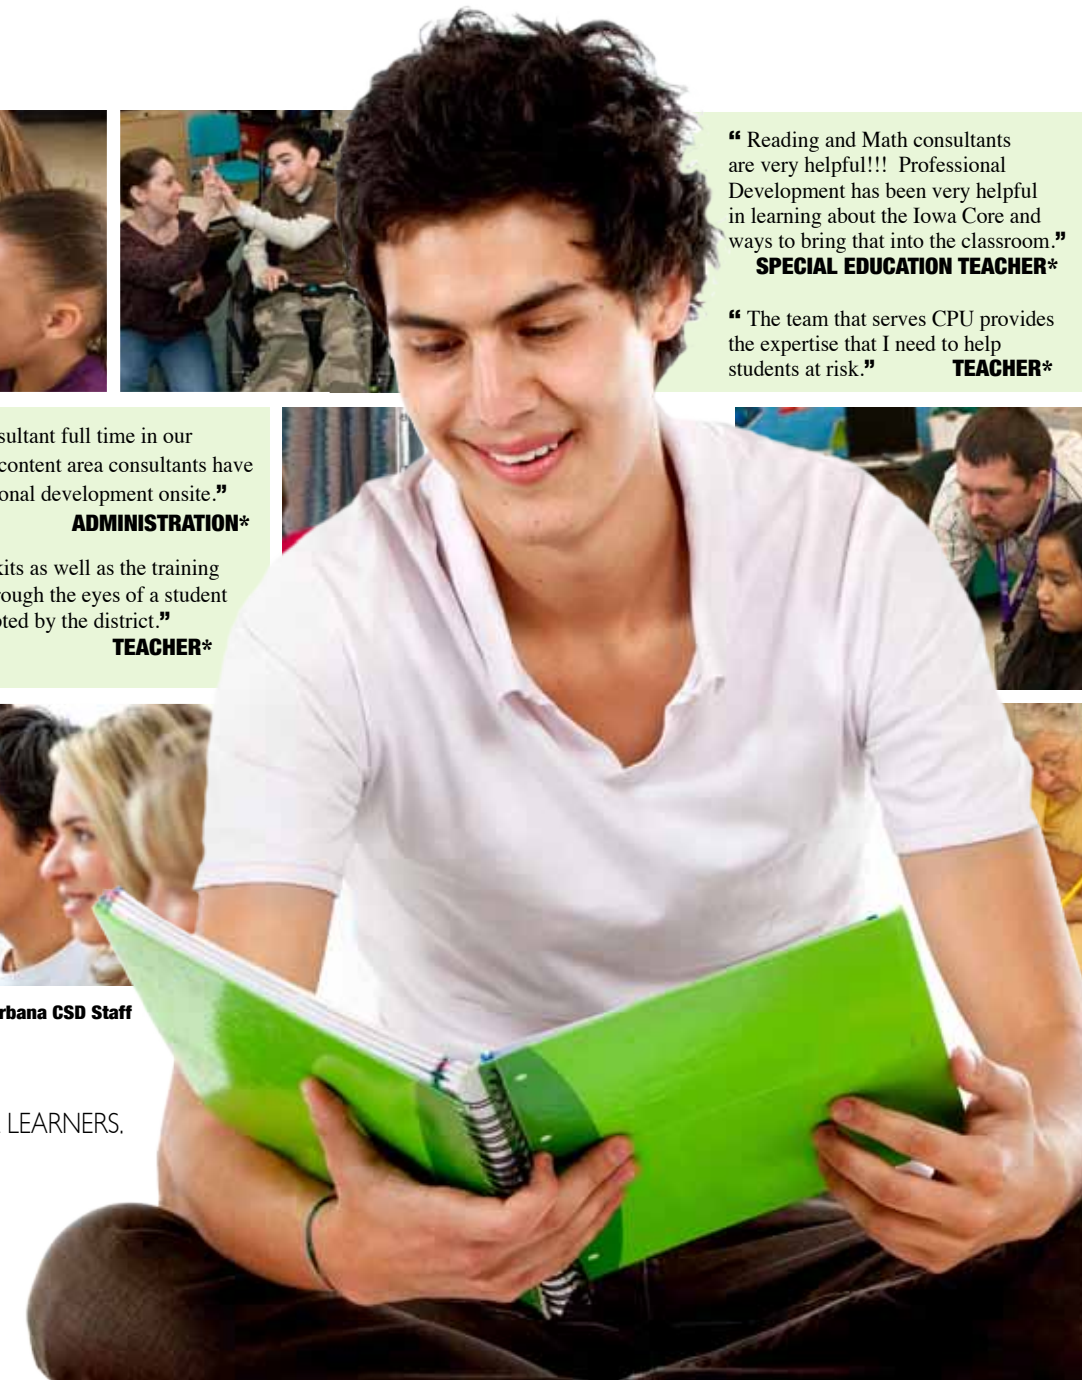 “ Reading and Math consultants
are very helpful!!! Professional
Development has been very helpful
in learning about the Iowa Core and
ways to bring that into the classroom.”
SPECIAL EDUCATION TEACHER*
“ The team that serves CPU provides
the expertise that I need to help
students at risk.” TEACHER*
sultant full time in our
content area consultants have
onal development onsite.”
ADMINISTRATION*
kits as well as the training
rough the eyes of a student
ted by the district.”
TEACHER*
rbana CSD Staff
LEARNERS.